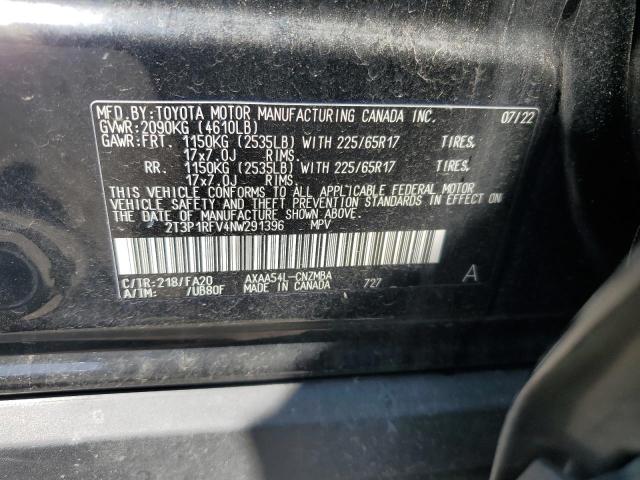 MFD.BY:TOYOTA MOTOR MANUFACTURING CANADA INC. 07/22
GVWR:2090KG (4610LB)
GAWR:FRT. 1150KG (2535LB) WITH 225/65R17 TIRES,
17x7.0J RIMS,
RR. 1150KG (2535LB) WITH 225/65R17 TIRES,
17x7.0J RIMS,
THIS VEHICLE CONFORMS TO ALL APPLICABLE FEDERAL MOTOR
VEHICLE SAFETY AND THEFT PREVENTION STANDARDS IN EFFECT ON
THE DATE OF MANUFACTURE SHOWN ABOVE.
2T3P1RFV4NW291396 MPV
C/TR:218/FA20 AXAA54L-CNZMBA 727 A
A/TM: /UB80F MADE IN CANADA